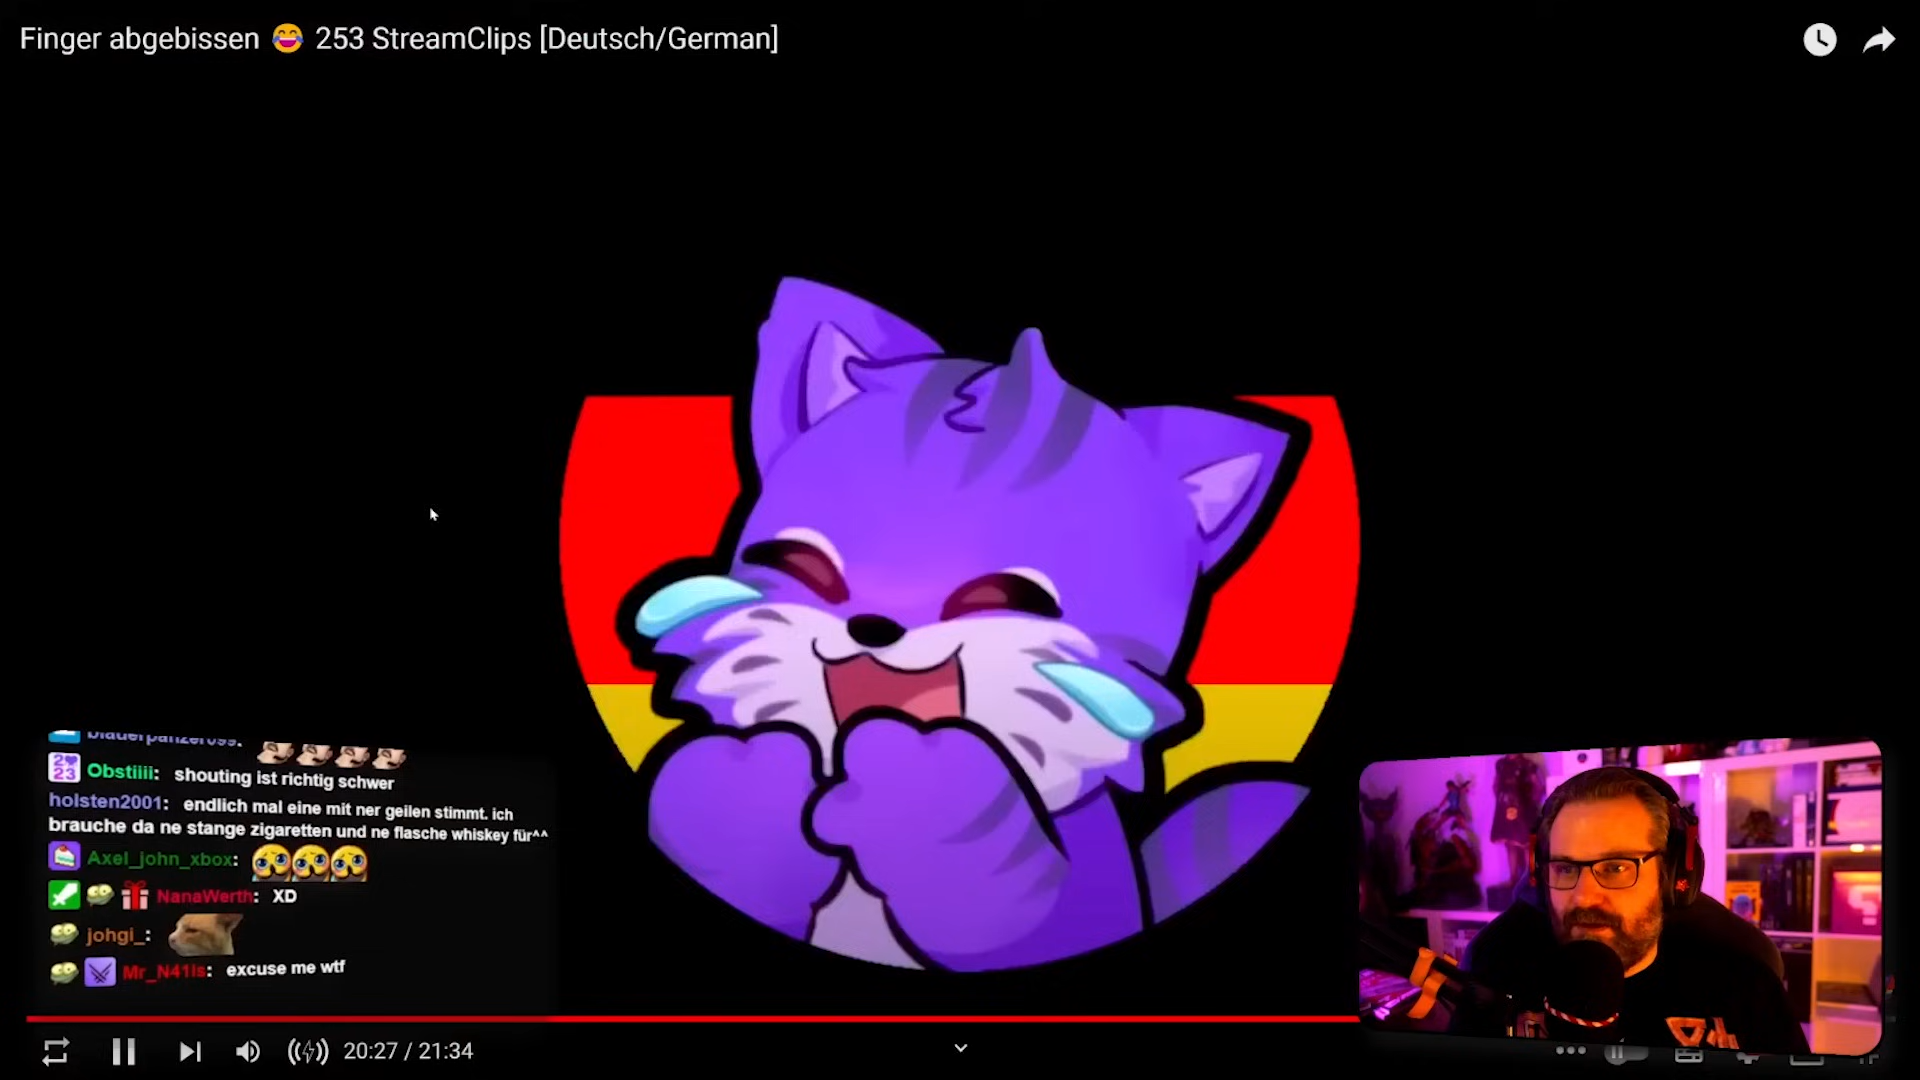 Finger abgebissen 😂 253 StreamClips [Deutsch/German]
blauerpanzer099:
Obstiiii: shouting ist richtig schwer
holsten2001: endlich mal eine mit ner geilen stimmt. ich
brauche da ne stange zigaretten und ne flasche whiskey für^^
Axel_john_xbox:
NanaWerth: XD
johgi_:
Mr_N41ls: excuse me wtf
20:27 / 21:34